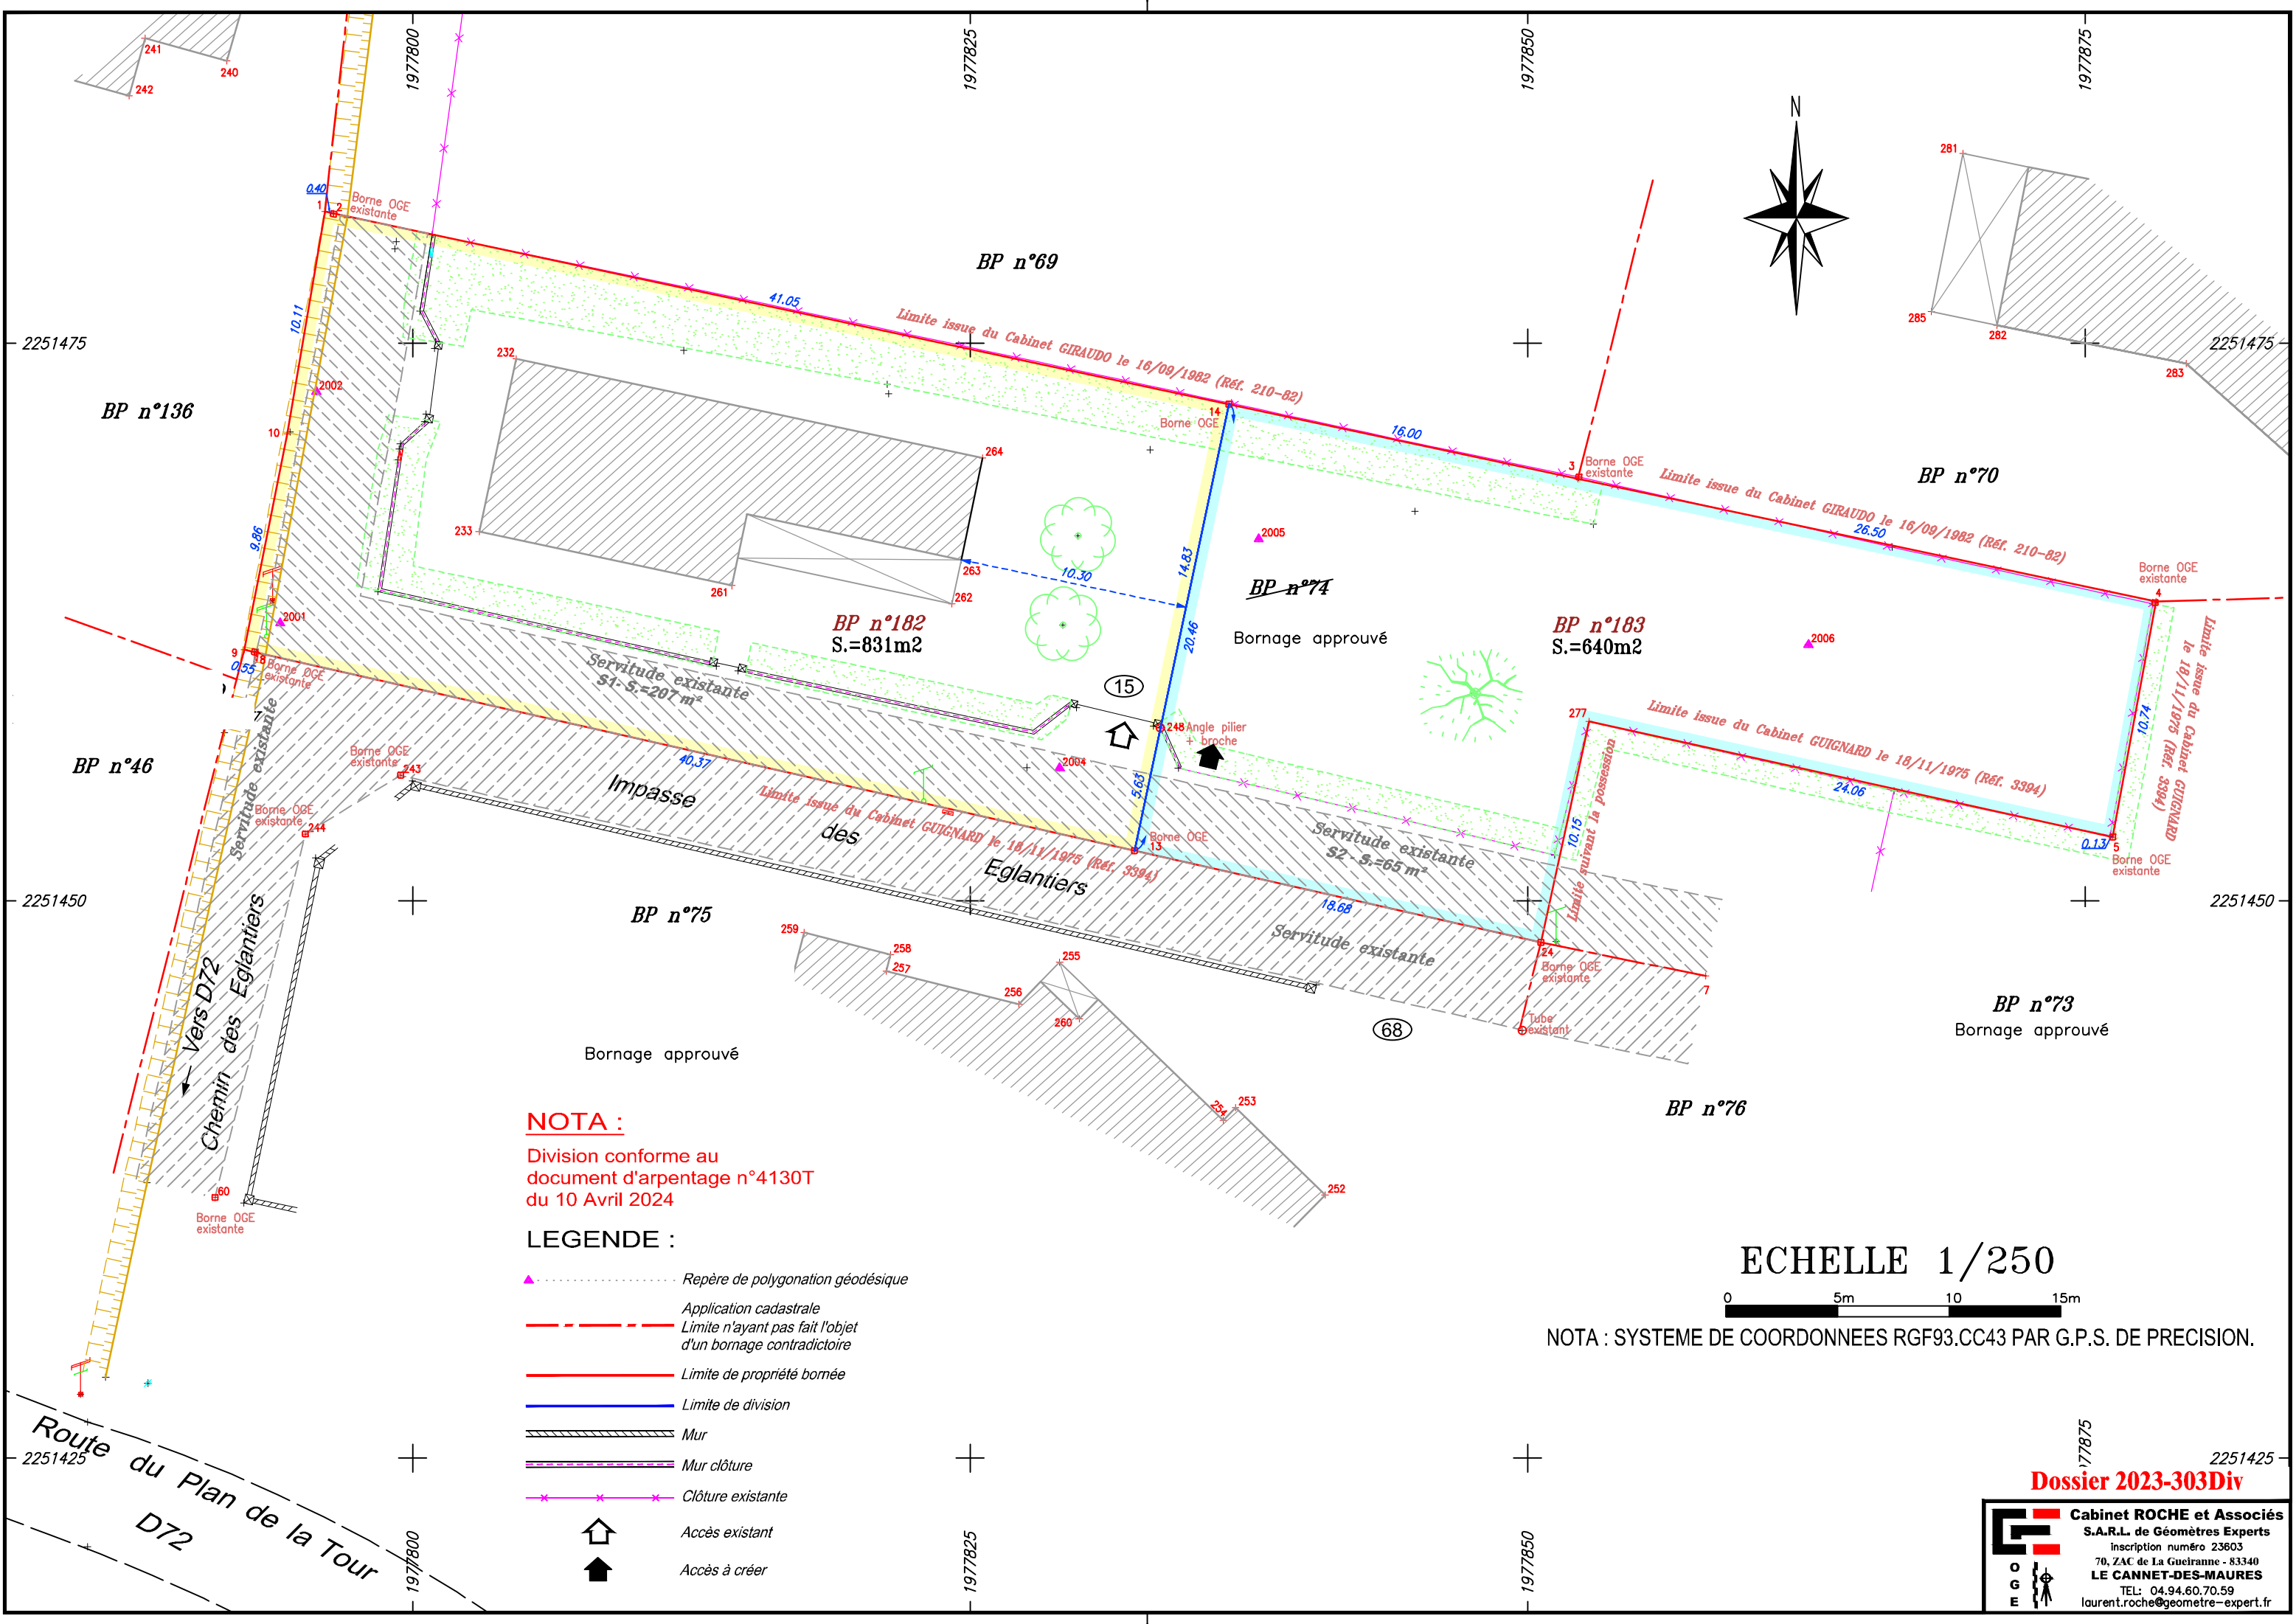 1977800
1977825
1977850
1977875
241
240
242
N
281
285
282
283
0.40
1
2
Borne OGE
existante
BP n°69
41.05
Limite issue du Cabinet GIRAUDO le 16/09/1982 (Réf. 210-82)
2251475
2251475
10.11
232
2002
BP n°136
10
14
Borne OGE
16.00
3
Borne OGE
existante
Limite issue du Cabinet GIRAUDO le 16/09/1982 (Réf. 210-82)
BP n°70
26.50
264
233
9.86
2005
14.83
263
10.30
261
262
BP n°74
Borne OGE
existante
4
2001
BP n°182
S.=831m2
Bornage approuvé
20.46
BP n°183
S.=640m2
2006
9
18
0.55
Borne OGE
existante
Servitude existante
S1- S.=207 m²
15
248
Angle pilier
+ broche
277
Limite issue du Cabinet GUIGNARD le 18/11/1975 (Réf. 3394)
Limite issue du Cabinet GUIGNARD
le 18/11/1975 (Réf. 3394)
10.74
24.06
0.13
5
Borne OGE
existante
7
Servitude existante
BP n°46
Borne OGE
existante
243
40,37
2004
5.63
Impasse
des
Eglantiers
Limite issue du Cabinet GUIGNARD le 18/11/1975 (Réf. 3394)
Borne OGE
existante
244
Borne OGE
13
Servitude existante
S2 - S.=65 m²
10.15
Limite suivant la possession
2251450
2251450
18.68
Servitude existante
24
Borne OGE
existante
7
BP n°75
259
258
257
256
255
260
Vers D72
Chemin des Eglantiers
Tube
existant
68
BP n°73
Bornage approuvé
Bornage approuvé
254
253
252
BP n°76
60
Borne OGE
existante
NOTA :
Division conforme au
document d'arpentage n°4130T
du 10 Avril 2024
LEGENDE :
Repère de polygonation géodésique
Application cadastrale
Limite n'ayant pas fait l'objet
d'un bornage contradictoire
Limite de propriété bornée
Limite de division
Mur
Mur clôture
Clôture existante
Accès existant
Accès à créer
ECHELLE 1/250
0 5m 10 15m
NOTA : SYSTEME DE COORDONNEES RGF93.CC43 PAR G.P.S. DE PRECISION.
2251425
2251425
Route du Plan de la Tour
D72
1977800
1977825
1977850
77875
Dossier 2023-303Div
Cabinet ROCHE et Associés
S.A.R.L. de Géomètres Experts
inscription numéro 23603
70, ZAC de La Gueiranne - 83340
LE CANNET-DES-MAURES
TEL: 04.94.60.70.59
laurent.roche@geometre-expert.fr
O
G
E